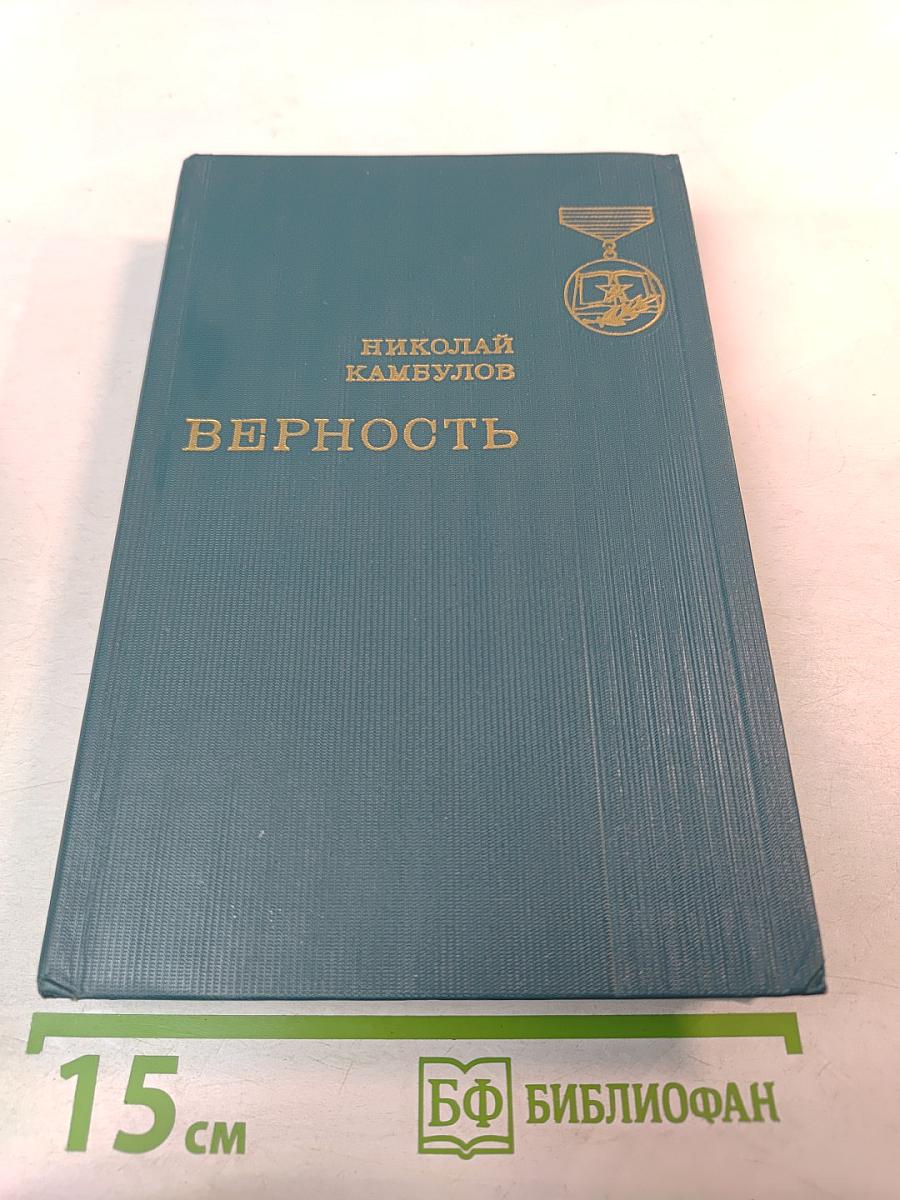 НИКОЛАЙ
КАМБУЛОВ
ВЕРНОСТЬ
15 см
БФ БИБЛИОФАН